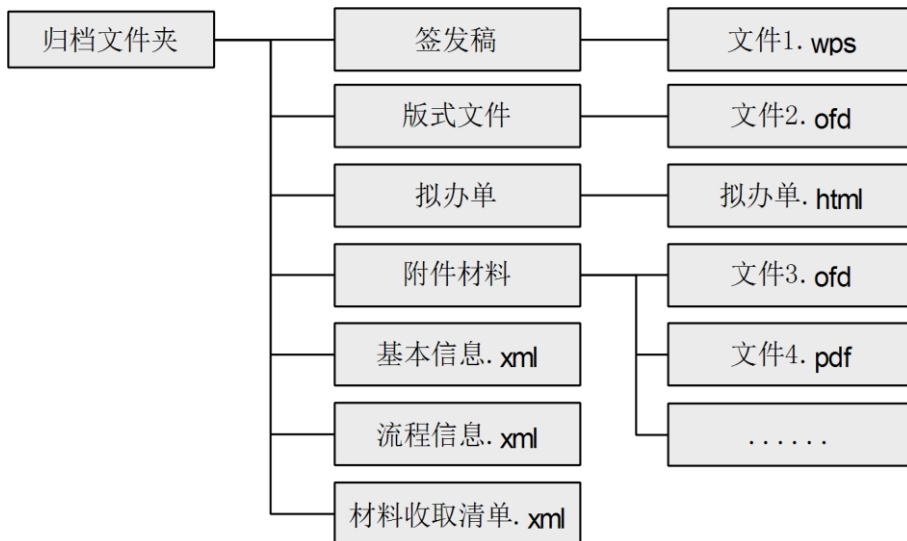 归档文件夹
签发稿
文件1.wps
版式文件
文件2.ofd
拟办单
拟办单.html
附件材料
文件3.ofd
基本信息.xml
文件4.pdf
流程信息.xml
......
材料收取清单.xml